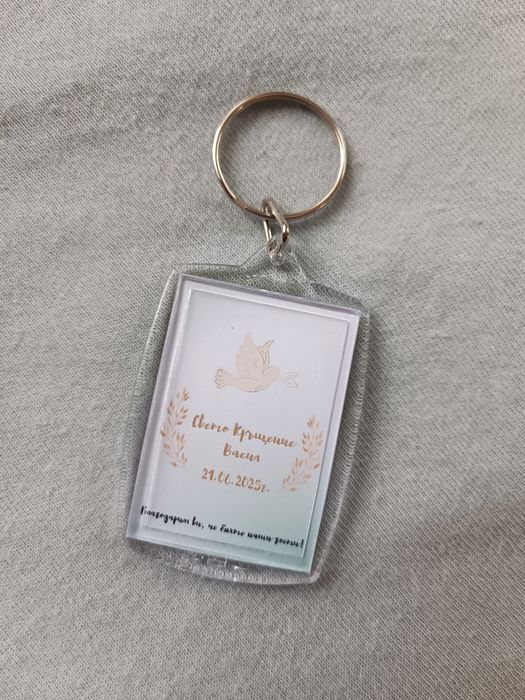 Свето Кръщение
Васил
21.06.2025г.
Благодарим ви, че бяхте наши гости!